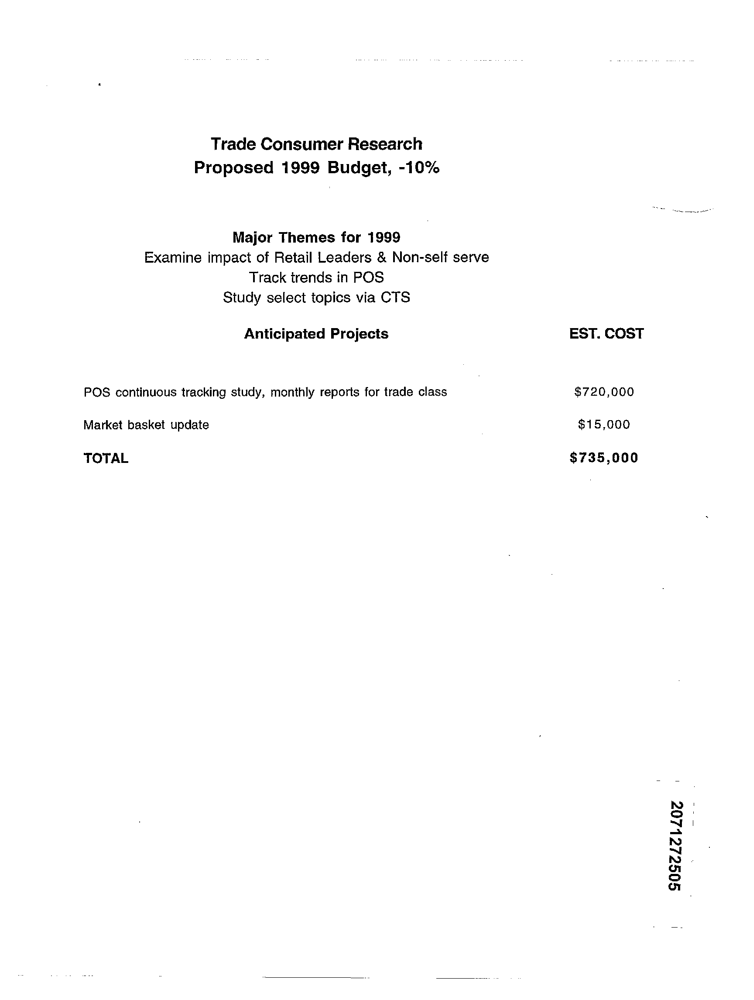 Trade Consumer Research
Proposed 1999 Budget, -10%
Major Themes for 1999
Examine impact of Retail Leaders & Non-self serve
Track trends in POS
Study select topics via CTS
Anticipated Projects EST. COST
POS continuous tracking study, monthly reports for trade class $720,000
Market basket update $15,000
TOTAL $735,000
2071272505